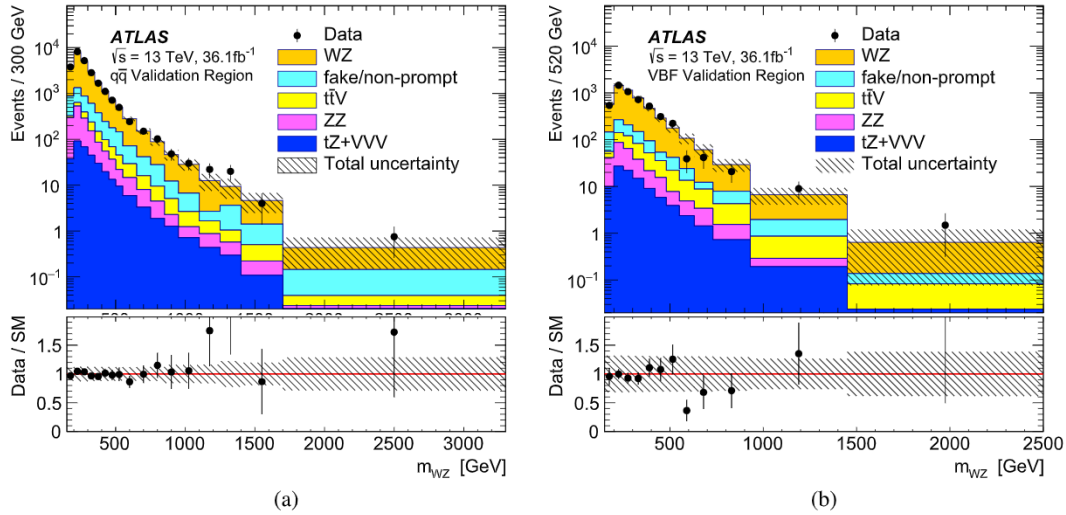 Events / 300 GeV
10⁴
10³
10²
10
1
10⁻¹
ATLAS
√s = 13 TeV, 36.1fb⁻¹
qq̄ Validation Region
Data
WZ
fake/non-prompt
tt̄V
ZZ
tZ+VVV
Total uncertainty
Data / SM
2
1.5
1
0.5
0
500 1000 1500 2000 2500 3000
m_WZ [GeV]
(a)
Events / 520 GeV
10⁴
10³
10²
10
1
10⁻¹
ATLAS
√s = 13 TeV, 36.1fb⁻¹
VBF Validation Region
Data
WZ
fake/non-prompt
tt̄V
ZZ
tZ+VVV
Total uncertainty
Data / SM
2
1.5
1
0.5
0
500 1000 1500 2000 2500
m_WZ [GeV]
(b)